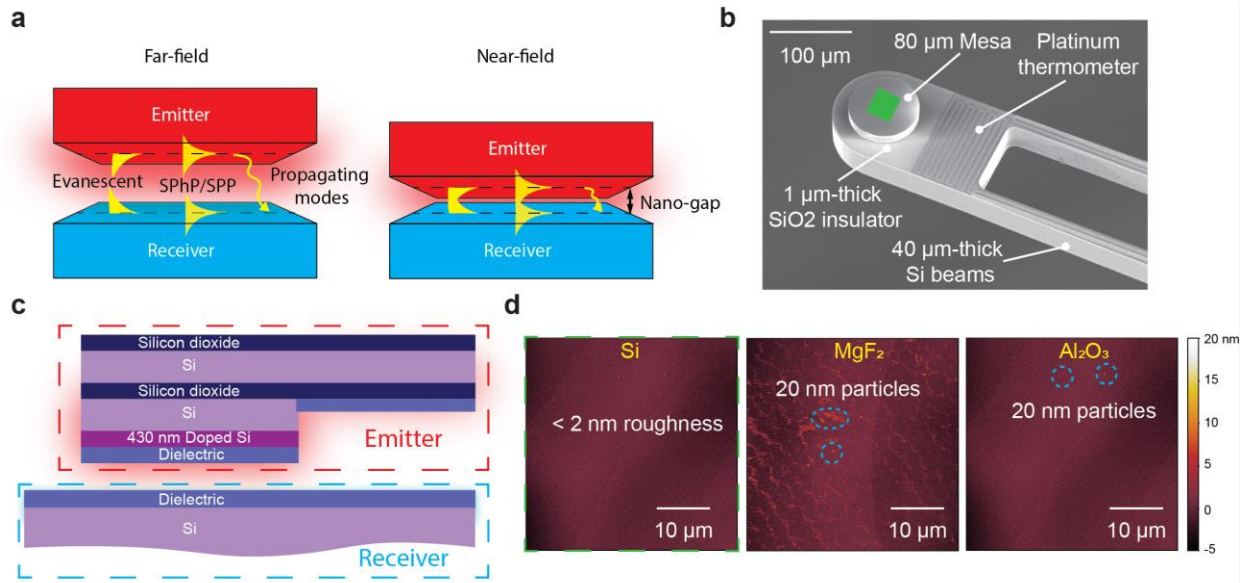 a
Far-field
Near-field
Emitter
Evanescent
SPhP/SPP
Propagating
modes
Receiver
Emitter
Nano-gap
Receiver
b
100 μm
80 μm Mesa
Platinum
thermometer
1 μm-thick
SiO2 insulator
40 μm-thick
Si beams
c
Silicon dioxide
Si
Silicon dioxide
Si
430 nm Doped Si
Dielectric
Emitter
Dielectric
Si
Receiver
d
Si
< 2 nm roughness
10 μm
MgF₂
20 nm particles
10 μm
Al₂O₃
20 nm particles
10 μm
20 nm
15
10
5
0
-5